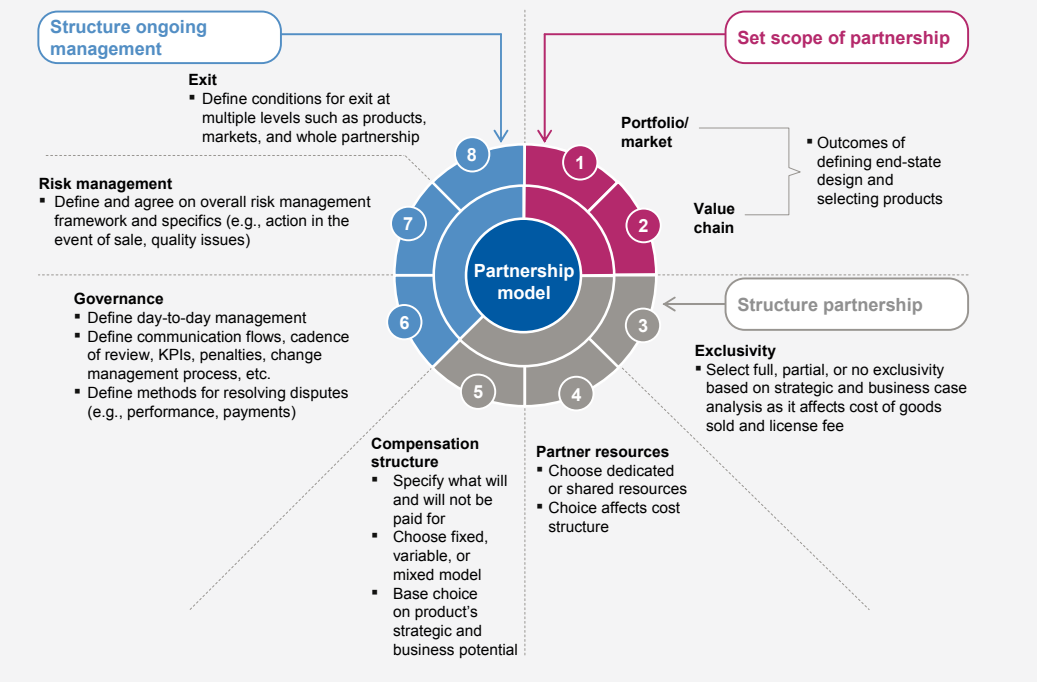 Structure ongoing
management
Set scope of partnership
Exit
▪ Define conditions for exit at
multiple levels such as products,
markets, and whole partnership
Portfolio/
market
▪ Outcomes of
defining end-state
design and
selecting products
Value
chain
Risk management
▪ Define and agree on overall risk management
framework and specifics (e.g., action in the
event of sale, quality issues)
8
1
7
2
Partnership
model
6
3
5
4
Structure partnership
Governance
▪ Define day-to-day management
▪ Define communication flows, cadence
of review, KPIs, penalties, change
management process, etc.
▪ Define methods for resolving disputes
(e.g., performance, payments)
Exclusivity
▪ Select full, partial, or no exclusivity
based on strategic and business case
analysis as it affects cost of goods
sold and license fee
Compensation
structure
▪ Specify what will
and will not be
paid for
▪ Choose fixed,
variable, or
mixed model
▪ Base choice
on product's
strategic and
business potential
Partner resources
▪ Choose dedicated
or shared resources
▪ Choice affects cost
structure